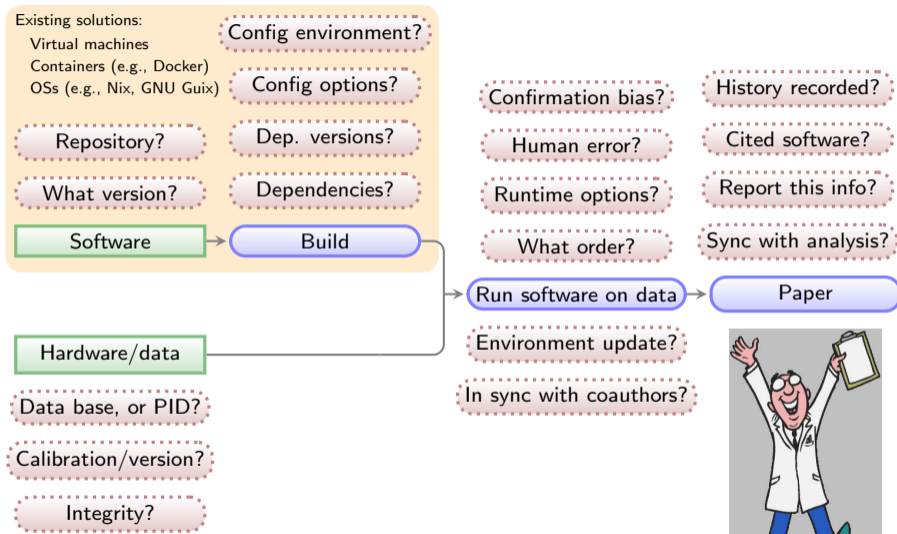 Existing solutions:
Virtual machines
Containers (e.g., Docker)
OSs (e.g., Nix, GNU Guix)
Config environment?
Config options?
Repository?
Dep. versions?
What version?
Dependencies?
Software
Build
Hardware/data
Data base, or PID?
Calibration/version?
Integrity?
Confirmation bias?
Human error?
Runtime options?
What order?
Run software on data
Environment update?
In sync with coauthors?
History recorded?
Cited software?
Report this info?
Sync with analysis?
Paper